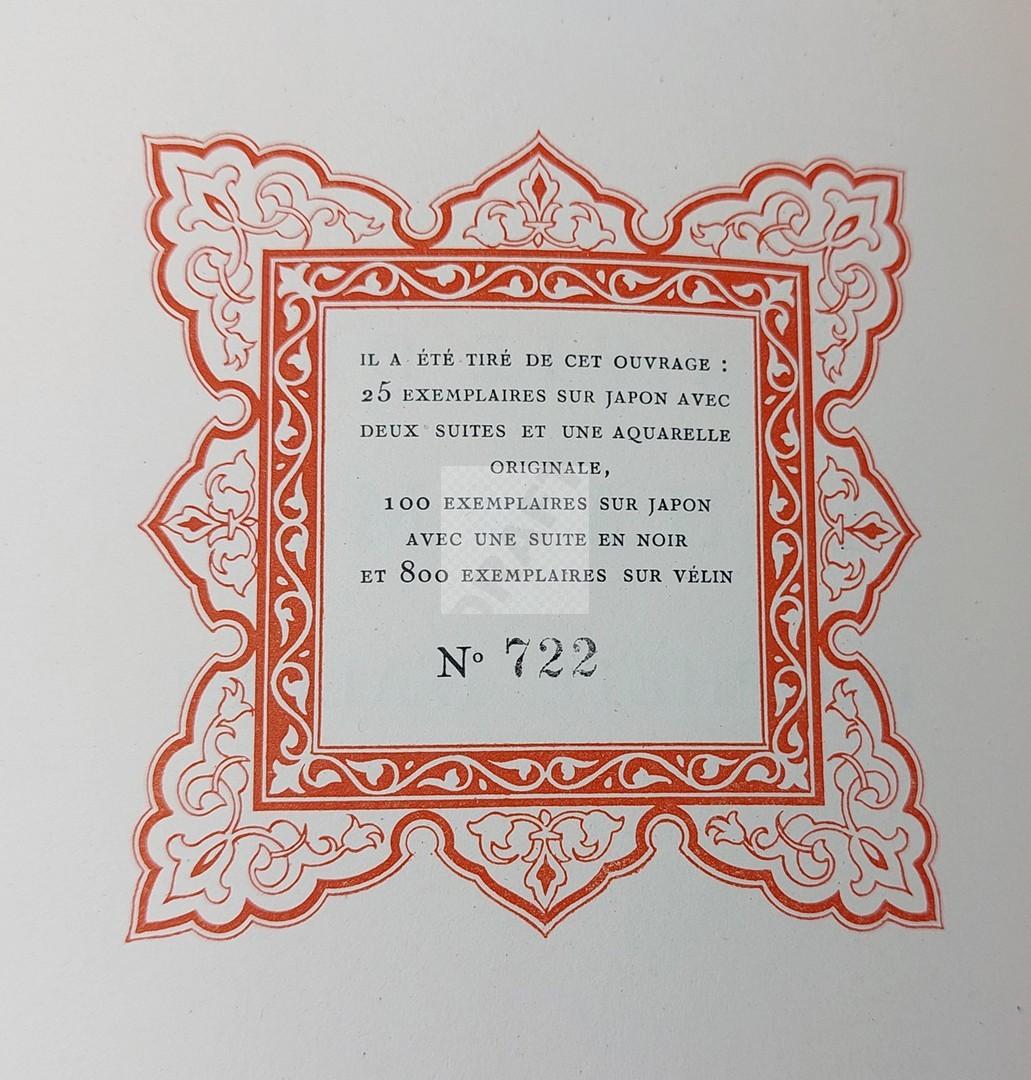 IL A ÉTÉ TIRÉ DE CET OUVRAGE :
25 EXEMPLAIRES SUR JAPON AVEC
DEUX SUITES ET UNE AQUARELLE
ORIGINALE,
100 EXEMPLAIRES SUR JAPON
AVEC UNE SUITE EN NOIR
ET 800 EXEMPLAIRES SUR VÉLIN
Nº 722